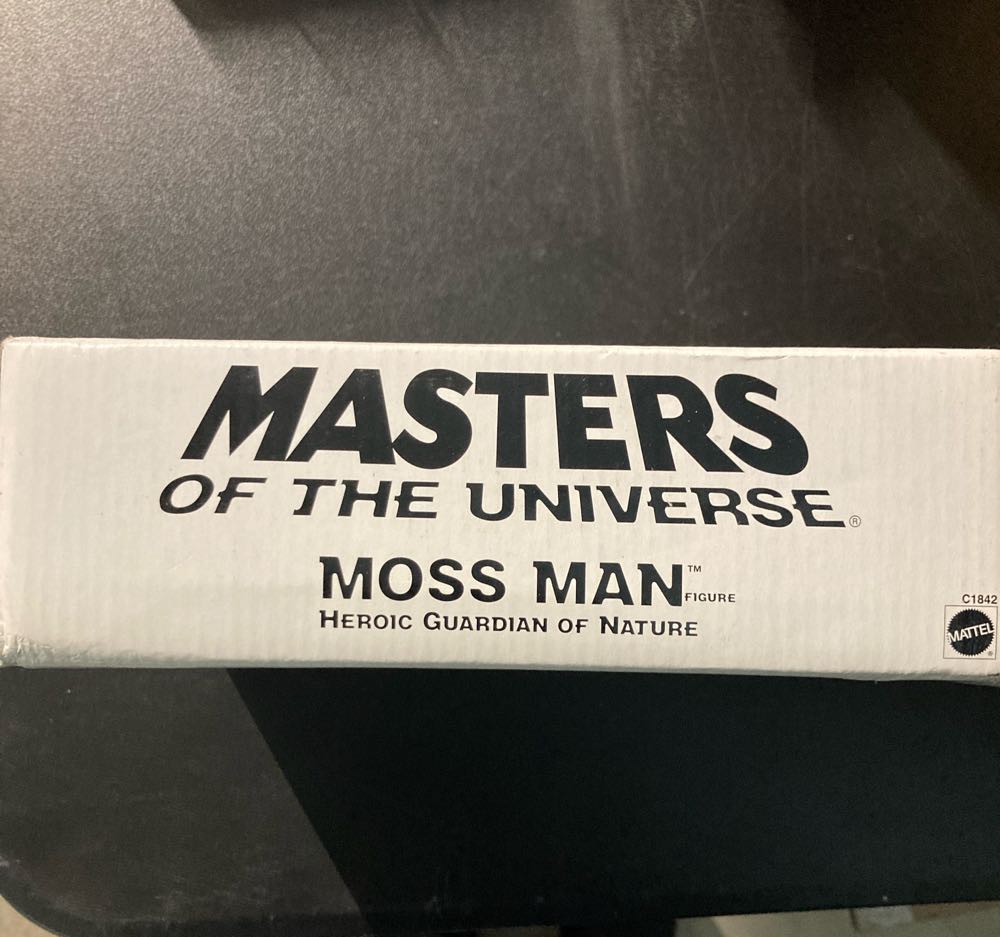 MASTERS
OF THE UNIVERSE®
MOSS MAN™ FIGURE
HEROIC GUARDIAN OF NATURE
C1842
MATTEL®